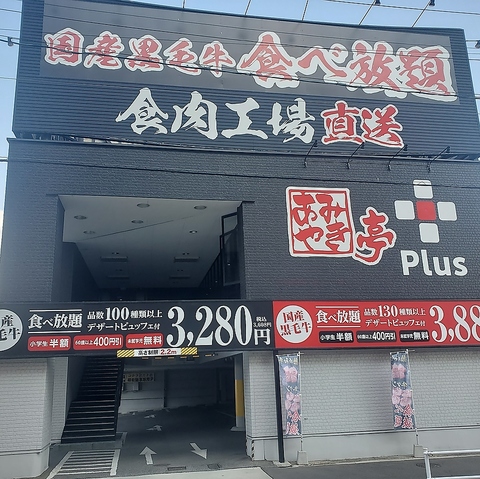 国産黒毛牛 食べ放題
食肉工場直送
あみやき亭
Plus
産 食べ放題 品数100種類以上 デザートビュッフェ付 3,280円 税込3,608円
小学生 半額 60歳以上400円引 未就学児 無料
国産黒毛牛 食べ放題 品数130種類以上 デザートビュッフェ付 3,88
小学生 半額 60歳以上400円引 未就学児 無料
高さ制限 2.2m